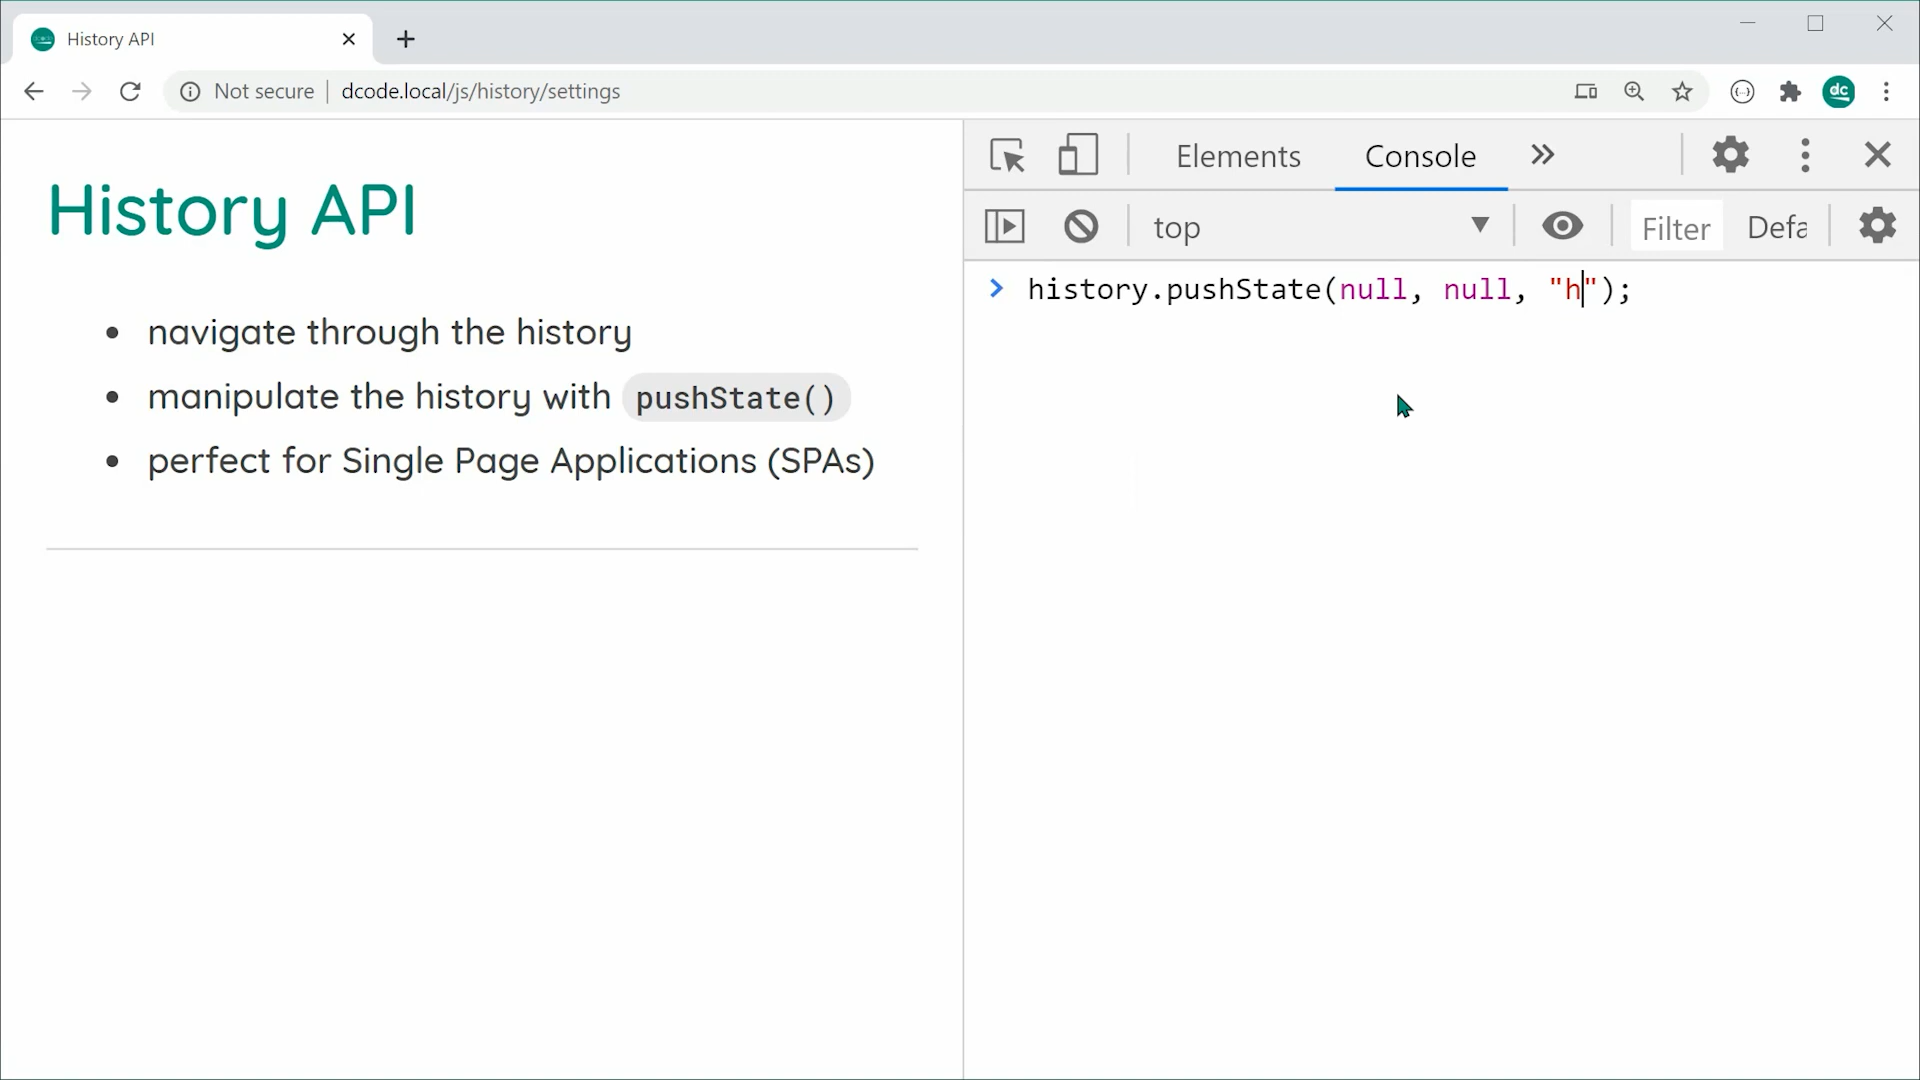 History API
Not secure dcode.local/js/history/settings
dc
History API
navigate through the history
manipulate the history with pushState()
perfect for Single Page Applications (SPAs)
Elements Console
top Filter Defa
history.pushState(null, null, "h");